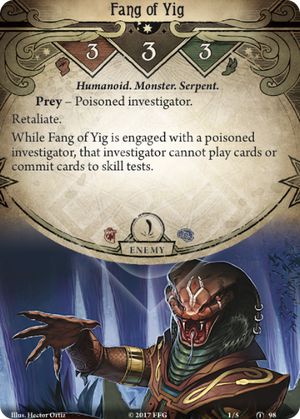 Fang of Yig
3 3 3
Humanoid. Monster. Serpent.
Prey – Poisoned investigator.
Retaliate.
While Fang of Yig is engaged with a poisoned
investigator, that investigator cannot play cards or
commit cards to skill tests.
ENEMY
Illus. Hector Ortiz © 2017 FFG 1/5 98